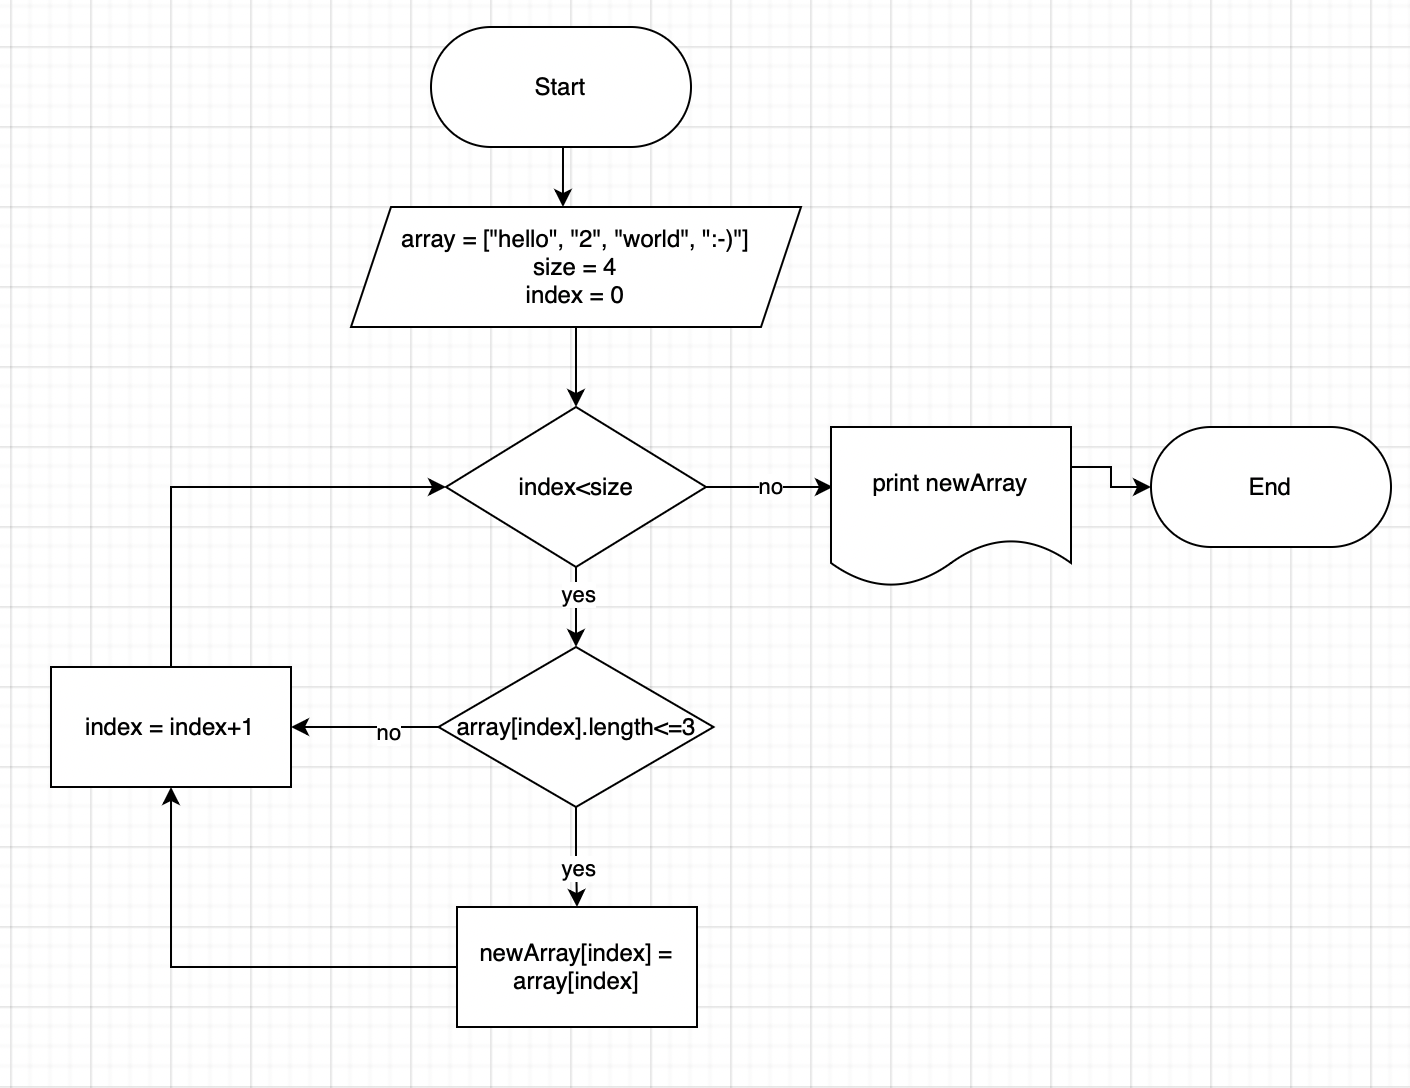 Start
array = ["hello", "2", "world", ":-)"]
size = 4
index = 0
index<size
no
print newArray
End
yes
index = index+1
no
array[index].length<=3
yes
newArray[index] =
array[index]